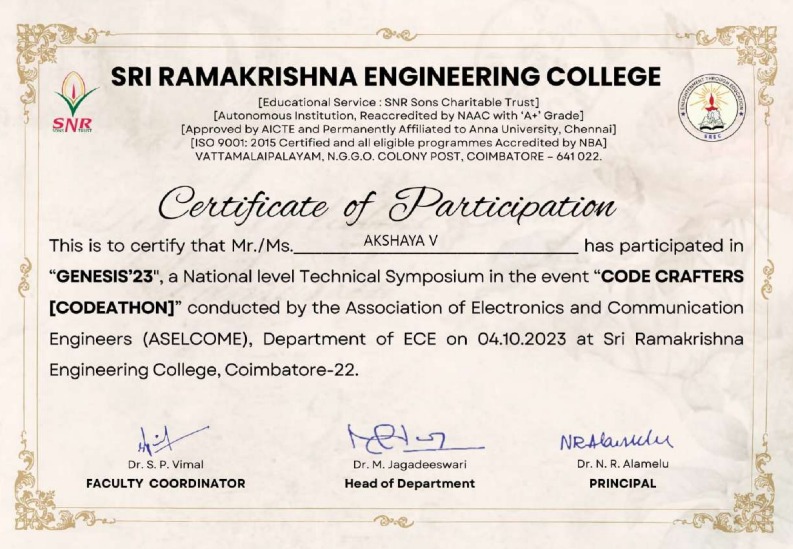 SRI RAMAKRISHNA ENGINEERING COLLEGE
[Educational Service : SNR Sons Charitable Trust]
[Autonomous Institution, Reaccredited by NAAC with ‘A+’ Grade]
[Approved by AICTE and Permanently Affiliated to Anna University, Chennai]
[ISO 9001: 2015 Certified and all eligible programmes Accredited by NBA]
VATTAMALAIPALAYAM, N.G.G.O. COLONY POST, COIMBATORE – 641 022.
SNR
SONS TRUST
ENLIGHTENMENT THROUGH EDUCATION
SREC
Certificate of Participation
This is to certify that Mr./Ms. AKSHAYA V has participated in
“GENESIS’23", a National level Technical Symposium in the event “CODE CRAFTERS
[CODEATHON]” conducted by the Association of Electronics and Communication
Engineers (ASELCOME), Department of ECE on 04.10.2023 at Sri Ramakrishna
Engineering College, Coimbatore-22.
NRAlamelu
Dr. S. P. Vimal
FACULTY COORDINATOR
Dr. M. Jagadeeswari
Head of Department
Dr. N. R. Alamelu
PRINCIPAL